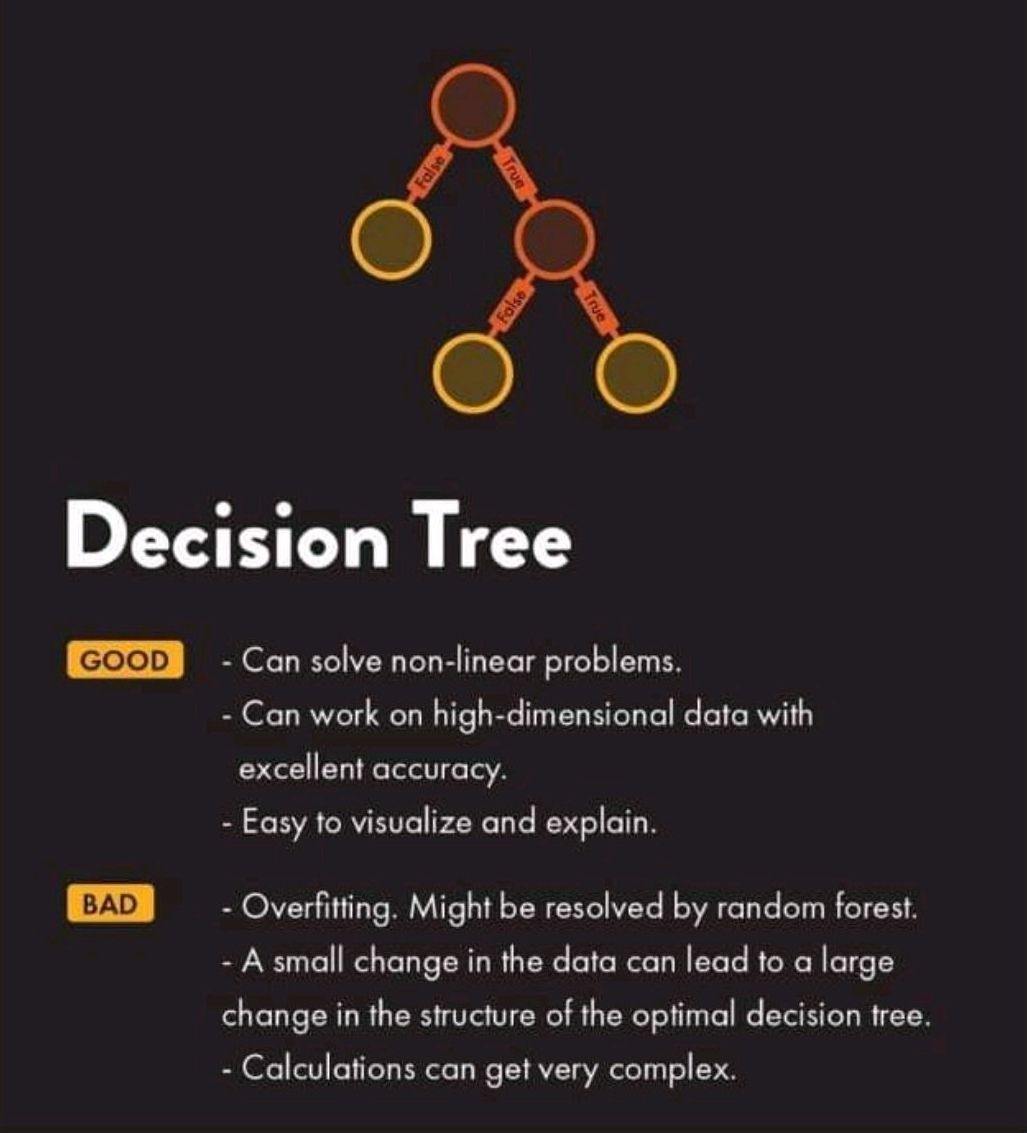 False
True
False
True
Decision Tree
GOOD
- Can solve non-linear problems.
- Can work on high-dimensional data with
excellent accuracy.
- Easy to visualize and explain.
BAD
- Overfitting. Might be resolved by random forest.
- A small change in the data can lead to a large
change in the structure of the optimal decision tree.
- Calculations can get very complex.